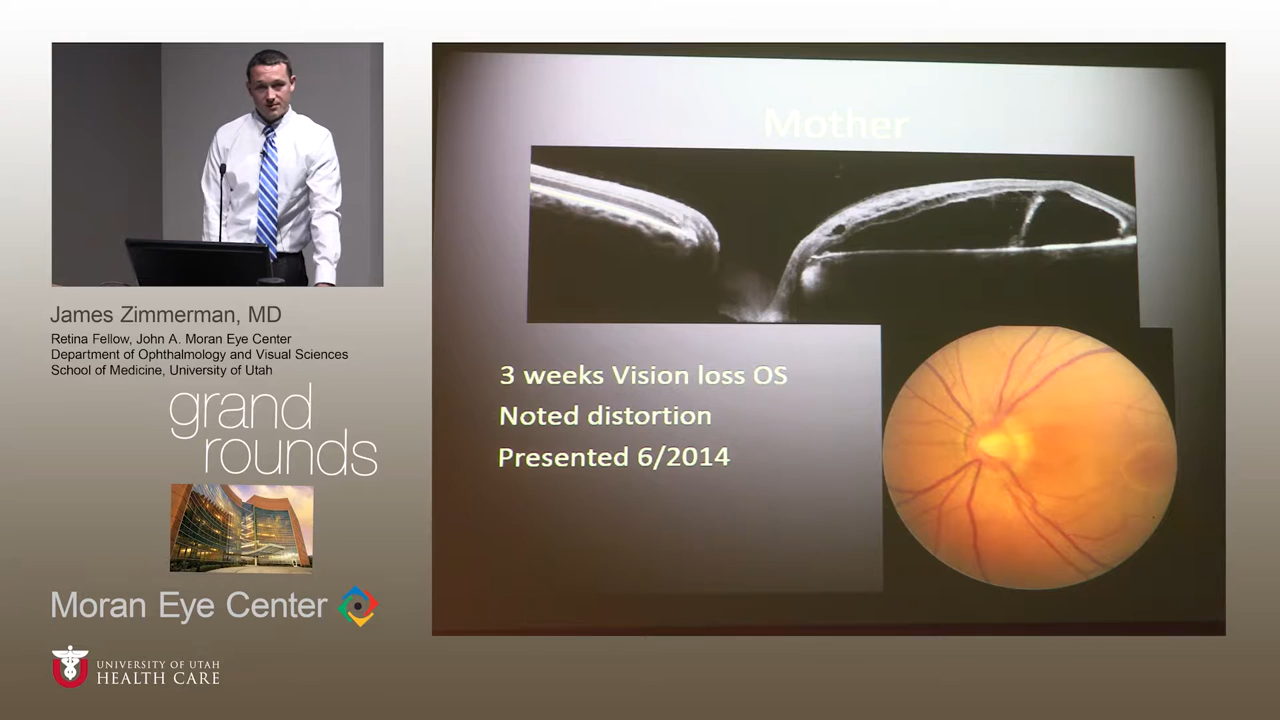 James Zimmerman, MD
Retina Fellow, John A. Moran Eye Center
Department of Ophthalmology and Visual Sciences
School of Medicine, University of Utah
grand
rounds
Moran Eye Center
UNIVERSITY OF UTAH
HEALTH CARE
Mother
3 weeks Vision loss OS
Noted distortion
Presented 6/2014